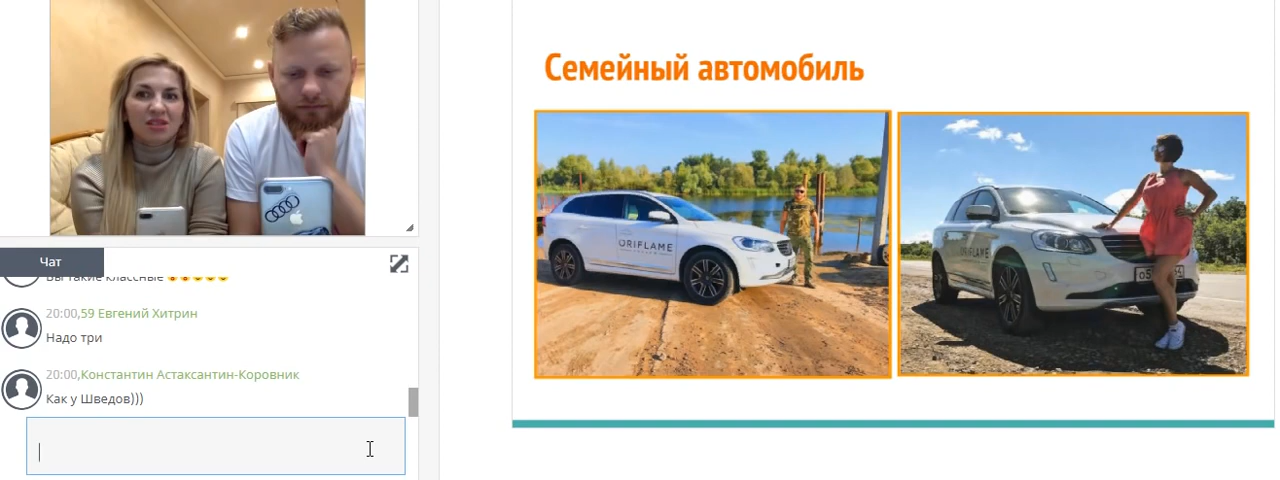 Семейный автомобиль
ORIFLAME
ORIFLAME
Чат
Вы такие классные
20:00,59 Евгений Хитрин
Надо три
20:00,Константин Астаксантин-Коровник
Как у Шведов)))